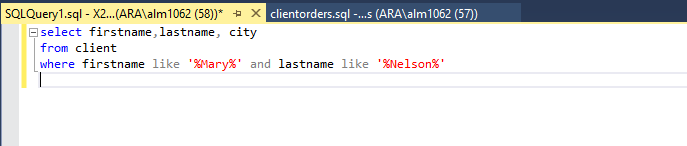 SQLQuery1.sql - X2...(ARA\alm1062 (58))* clientorders.sql -...s (ARA\alm1062 (57))
select firstname,lastname, city
from client
where firstname like '%Mary%' and lastname like '%Nelson%'